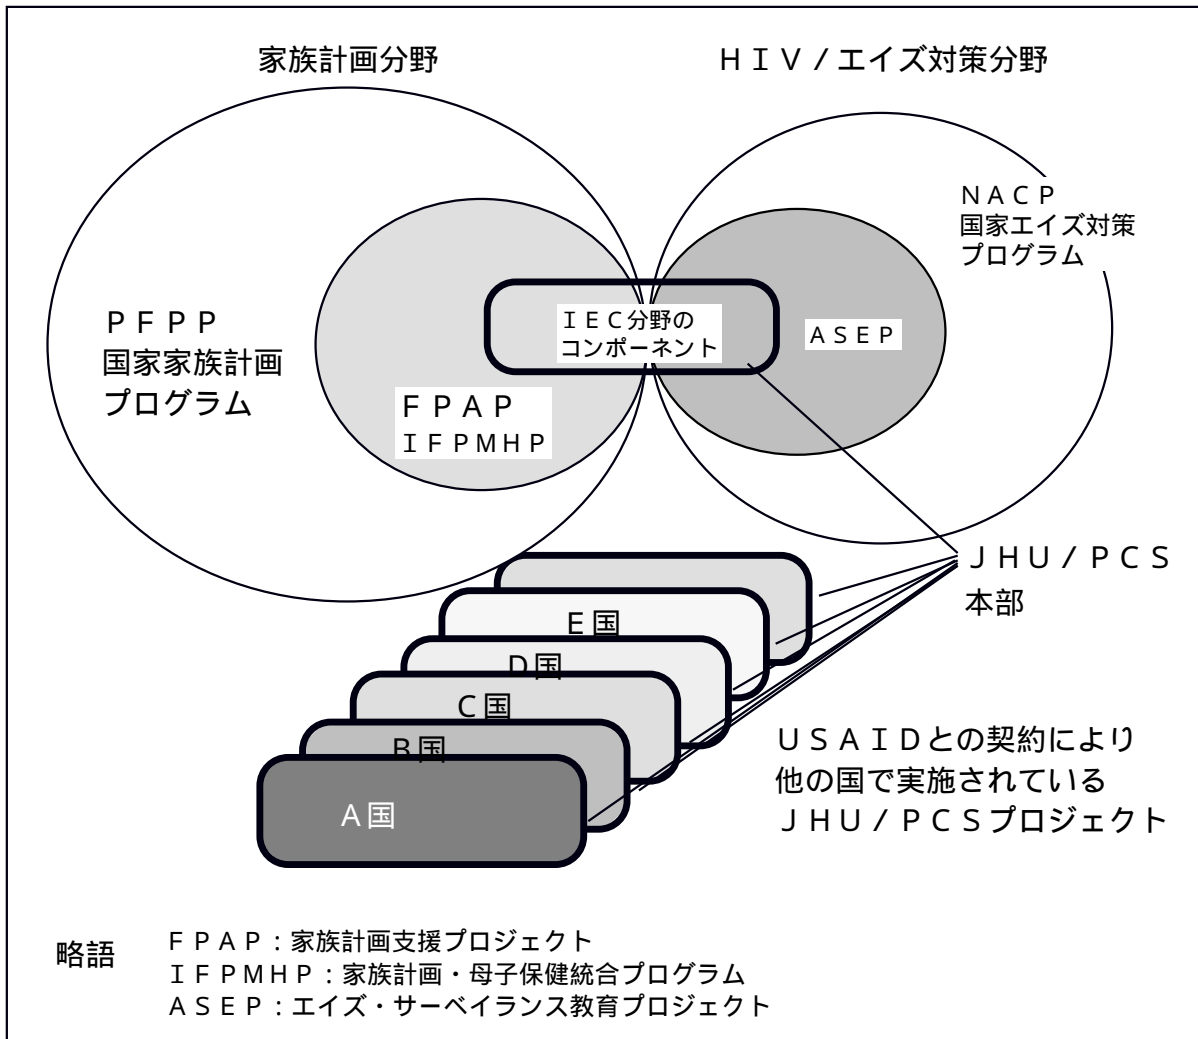 家族計画分野
ＨＩＶ/エイズ対策分野
ＮＡＣＰ
国家エイズ対策
プログラム
ＰＦＰＰ
国家家族計画
プログラム
ＩＥＣ分野の
コンポーネント
ＡＳＥＰ
ＦＰＡＰ
ＩＦＰＭＨＰ
ＪＨＵ/ＰＣＳ
本部
Ｅ国
Ｄ国
Ｃ国
Ｂ国
Ａ国
ＵＳＡＩＤとの契約により
他の国で実施されている
ＪＨＵ/ＰＣＳプロジェクト
略語
ＦＰＡＰ：家族計画支援プロジェクト
ＩＦＰＭＨＰ：家族計画・母子保健統合プログラム
ＡＳＥＰ：エイズ・サーベイランス教育プロジェクト